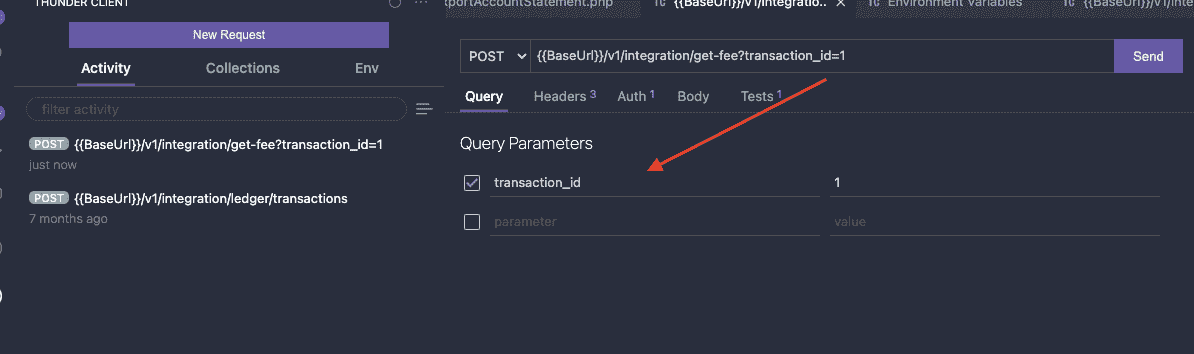 THUNDER CLIENT
New Request
Activity Collections Env
filter activity
POST {{BaseUrl}}/v1/integration/get-fee?transaction_id=1
just now
POST {{BaseUrl}}/v1/integration/ledger/transactions
7 months ago
portAccountStatement.php TC {{BaseUrl}}/v1/integratio.. X TC Environment Variables TC {{BaseUrl}}/v1/inte
POST {{BaseUrl}}/v1/integration/get-fee?transaction_id=1 Send
Query Headers 3 Auth 1 Body Tests 1
Query Parameters
transaction_id 1
parameter value